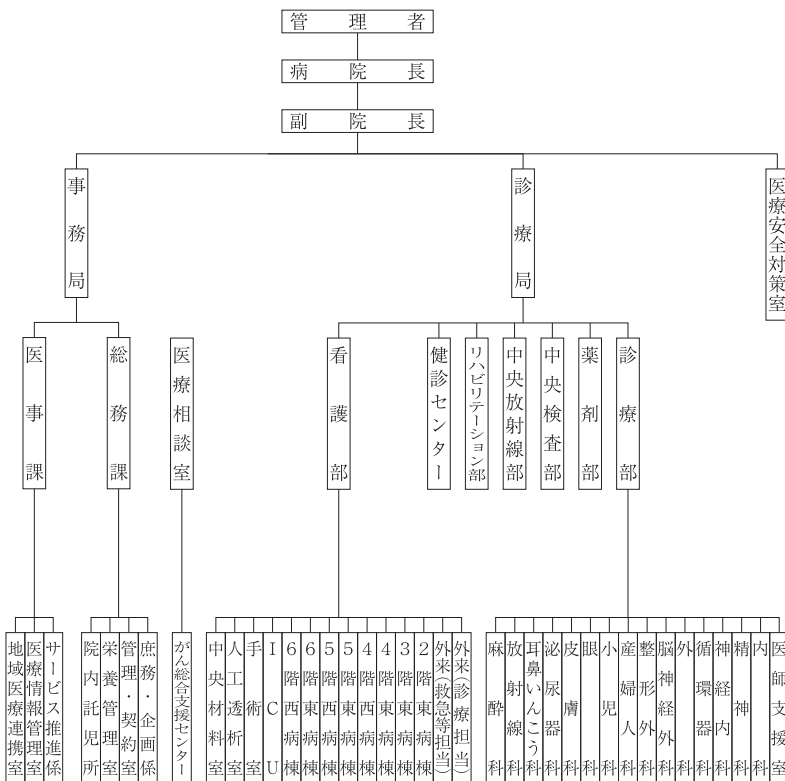 管理者
病院長
副院長
医療安全対策室
診療局
事務局
診療部
薬剤部
中央検査部
中央放射線部
リハビリテーション部
健診センター
看護部
医療相談室
総務課
医事課
医師支援室
内科
精神科
神経内科
循環器科
外科
脳神経外科
整形外科
産婦人科
小児科
眼科
皮膚科
泌尿器科
耳鼻いんこう科
放射線科
麻酔科
外来(診療担当)
外来(救急等担当)
2階東病棟
3階東病棟
4階東病棟
4階西病棟
5階東病棟
5階西病棟
6階東病棟
6階西病棟
ICU
手術室
人工透析室
中央材料室
がん総合支援センター
庶務・企画係
管理・契約室
栄養管理室
院内託児所
サービス推進係
医療情報管理室
地域医療連携室